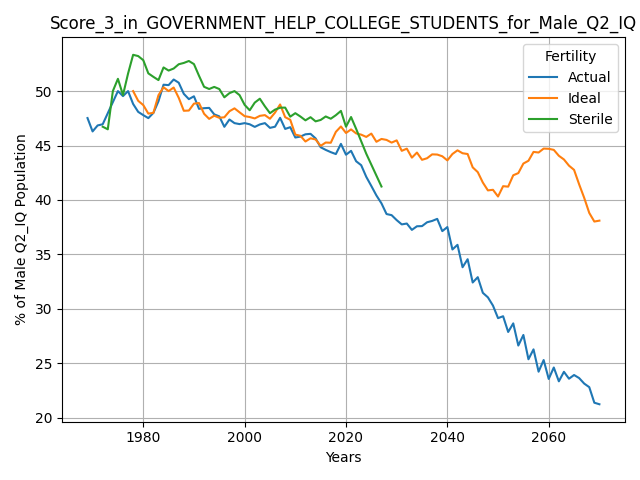 Score_3_in_GOVERNMENT_HELP_COLLEGE_STUDENTS_for_Male_Q2_IQ
Fertility
Actual
Ideal
Sterile
% of Male Q2_IQ Population
50
45
40
35
30
25
20
1980
2000
2020
2040
2060
Years